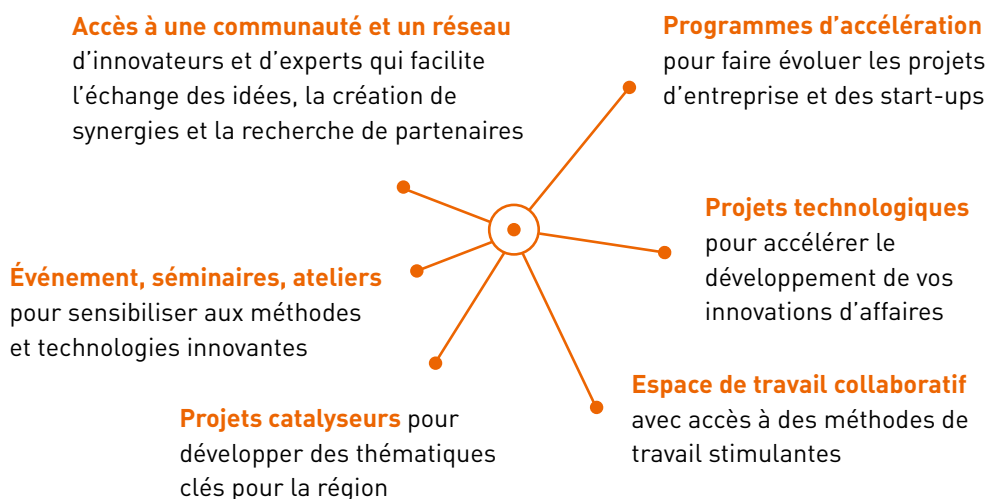 Accès à une communauté et un réseau
d’innovateurs et d’experts qui facilite
l’échange des idées, la création de
synergies et la recherche de partenaires
Programmes d’accélération
pour faire évoluer les projets
d’entreprise et des start-ups
Projets technologiques
pour accélérer le
développement de vos
innovations d’affaires
Événement, séminaires, ateliers
pour sensibiliser aux méthodes
et technologies innovantes
Espace de travail collaboratif
avec accès à des méthodes de
travail stimulantes
Projets catalyseurs pour
développer des thématiques
clés pour la région